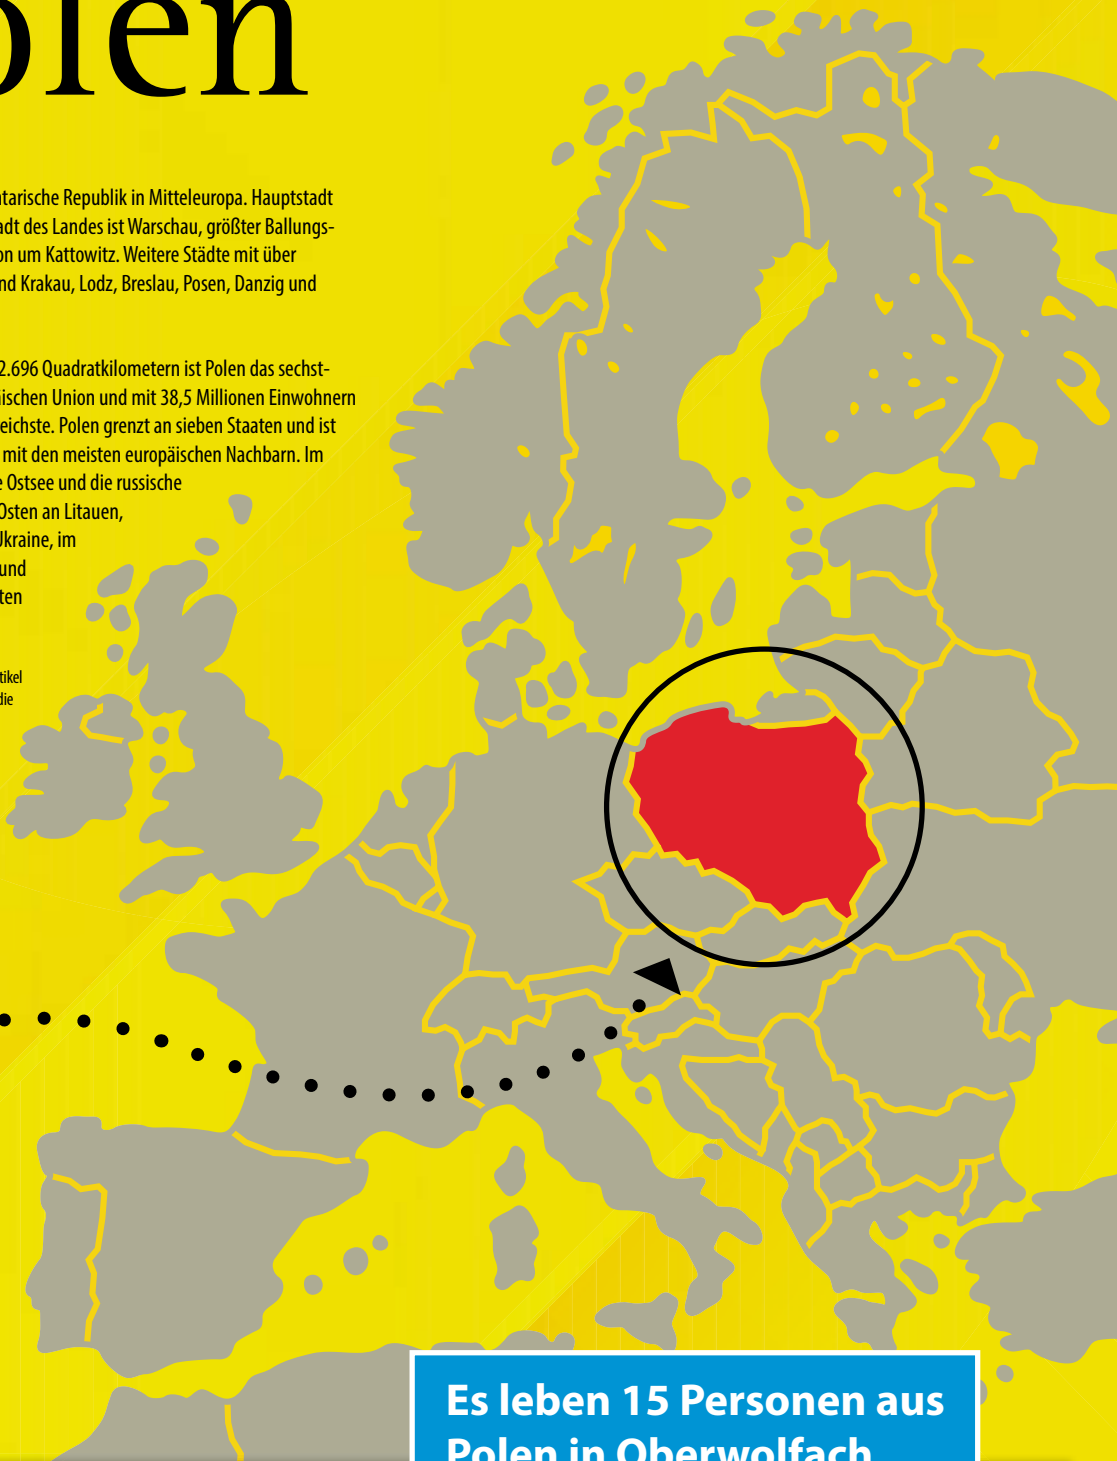 olen
tarische Republik in Mitteleuropa. Hauptstadt
adt des Landes ist Warschau, größter Ballungs-
on um Kattowitz. Weitere Städte mit über
nd Krakau, Lodz, Breslau, Posen, Danzig und
2.696 Quadratkilometern ist Polen das sechst-
ischen Union und mit 38,5 Millionen Einwohnern
eichste. Polen grenzt an sieben Staaten und ist
mit den meisten europäischen Nachbarn. Im
e Ostsee und die russische
Osten an Litauen,
Ukraine, im
und
ten
tikel
die
Es leben 15 Personen aus
Polen in Oberwolfach